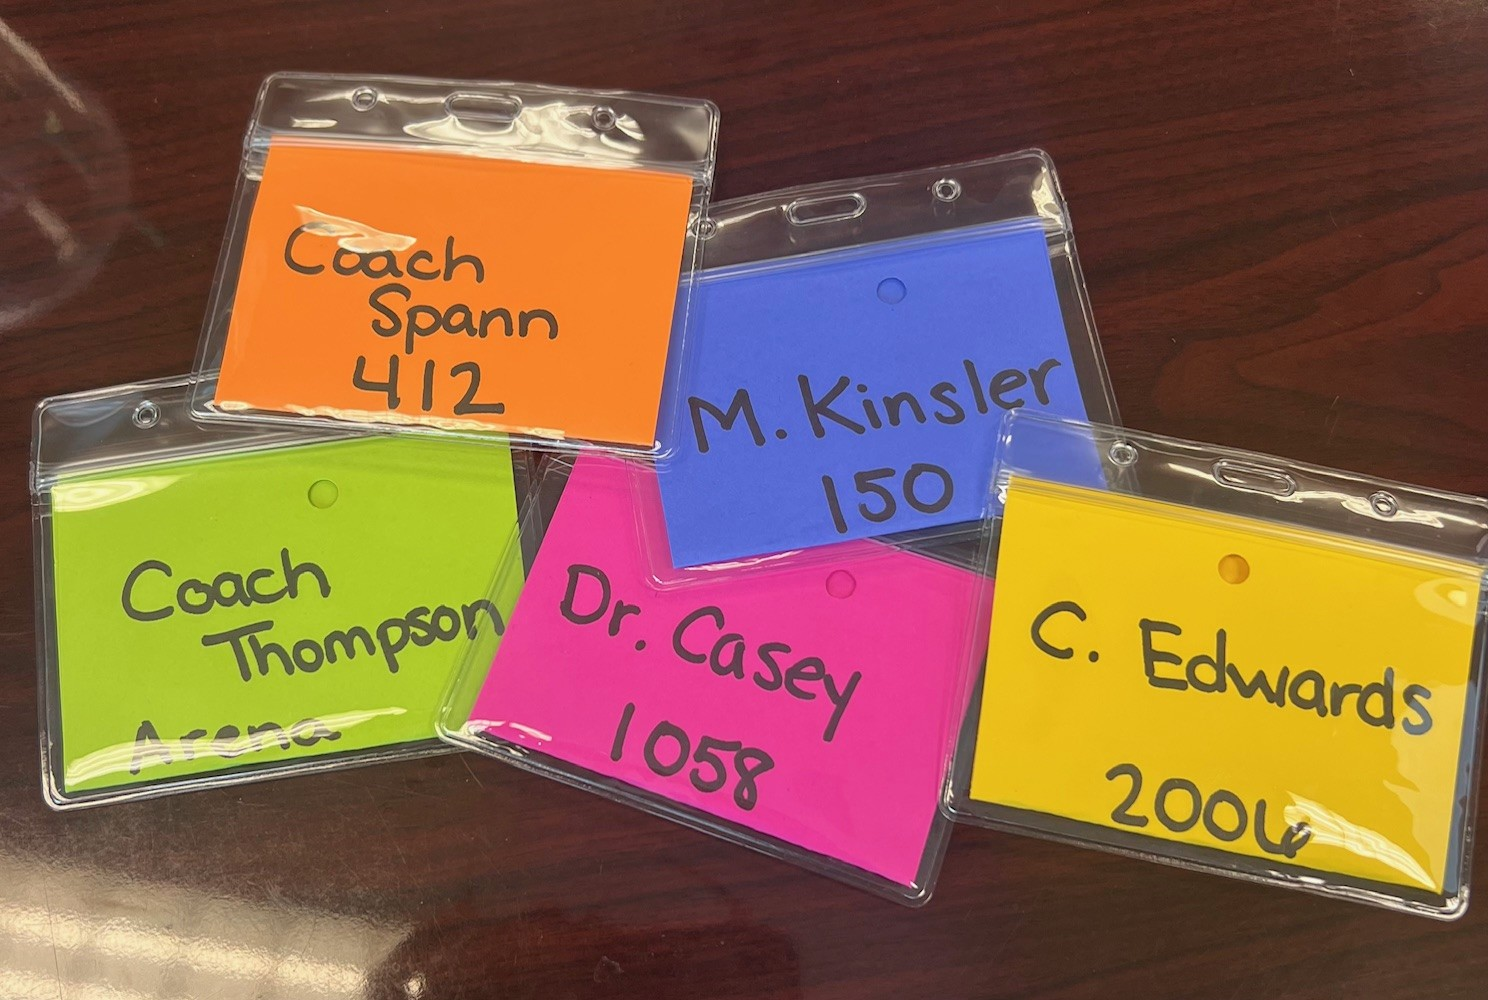 Coach
Spann
412
M. Kinsler
150
Coach
Thompson
Arena
Dr. Casey
1058
C. Edwards
2006